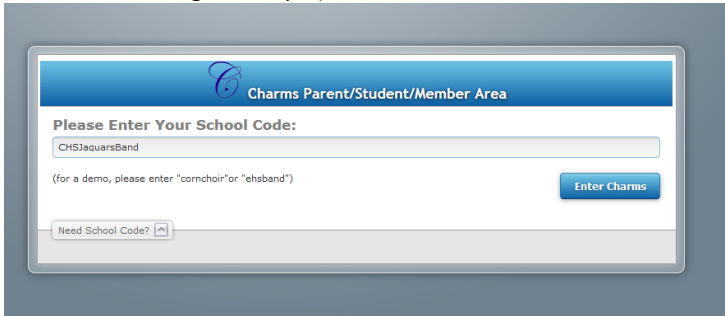 Charms Parent/Student/Member Area
Please Enter Your School Code:
CHSJaquarsBand
(for a demo, please enter "cornchoir"or "ehsband")
Enter Charms
Need School Code?